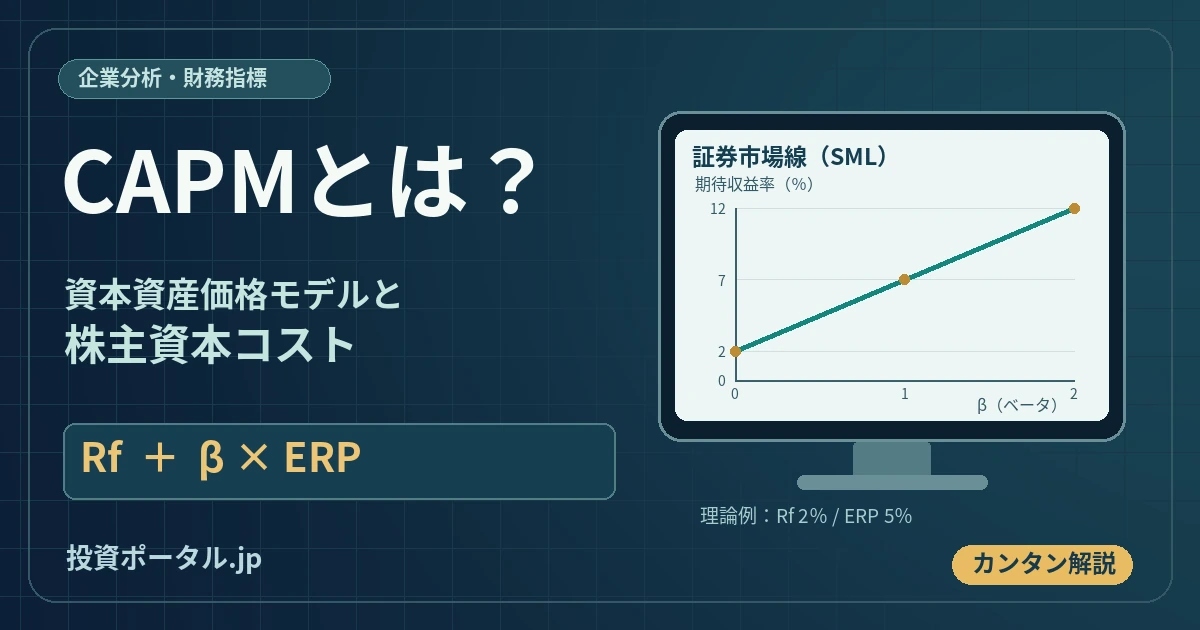 企業分析・財務指標
CAPMとは？
資本資産価格モデルと
株主資本コスト
Rf ＋ β × ERP
投資ポータル.jp
証券市場線（SML）
期待収益率（%）
12
7
2
0
0
1
2
β（ベータ）
理論例：Rf 2% / ERP 5%
カンタン解説